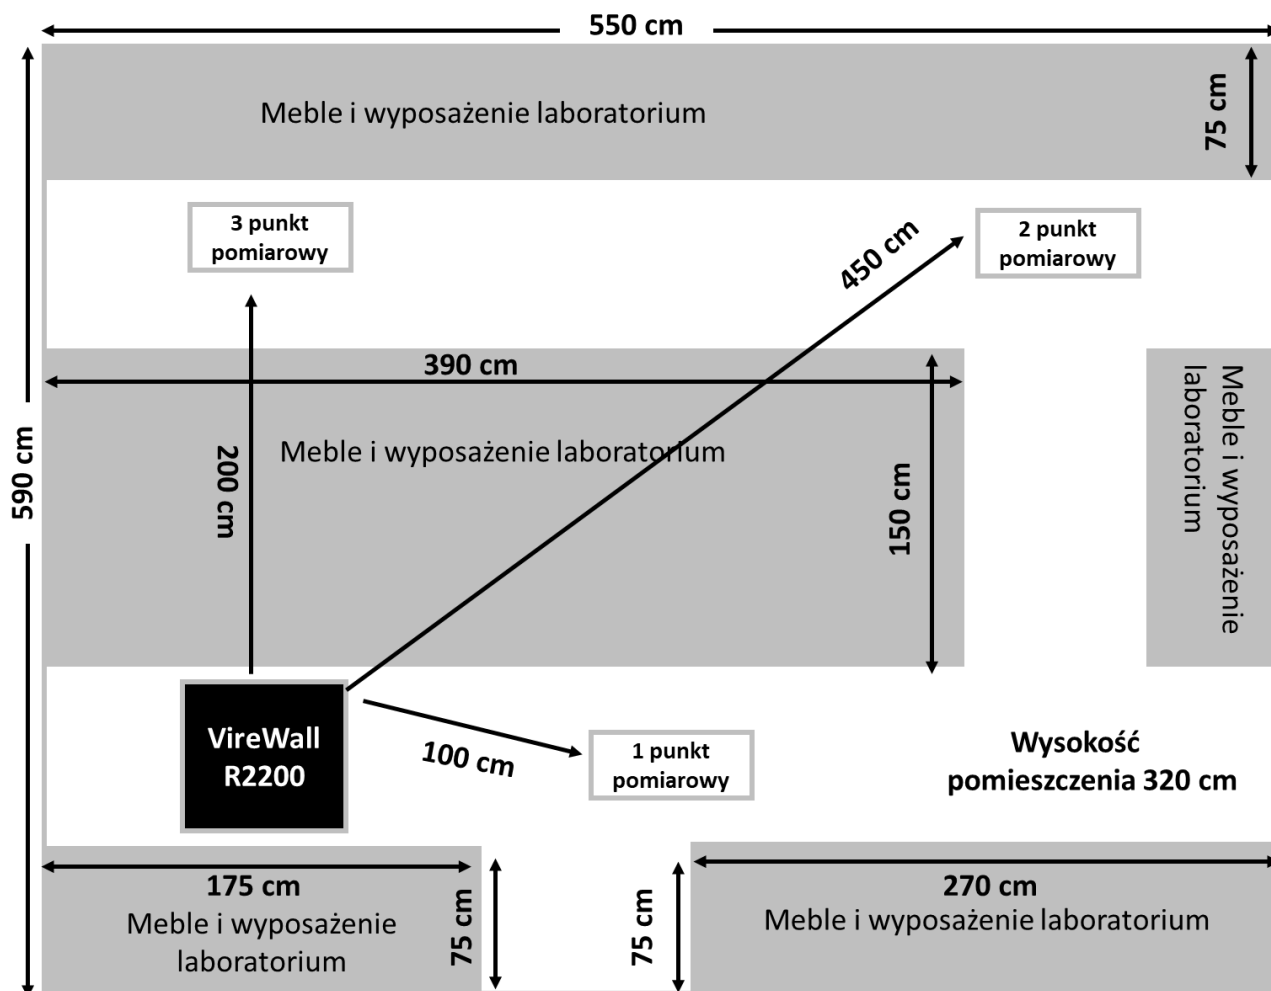 550 cm
Meble i wyposażenie laboratorium
75 cm
3 punkt
pomiarowy
450 cm
2 punkt
pomiarowy
590 cm
390 cm
Meble i wyposażenie laboratorium
200 cm
150 cm
Meble i wyposażenie
laboratorium
VireWall
R2200
100 cm
1 punkt
pomiarowy
Wysokość
pomieszczenia 320 cm
175 cm
Meble i wyposażenie
laboratorium
75 cm
75 cm
270 cm
Meble i wyposażenie laboratorium